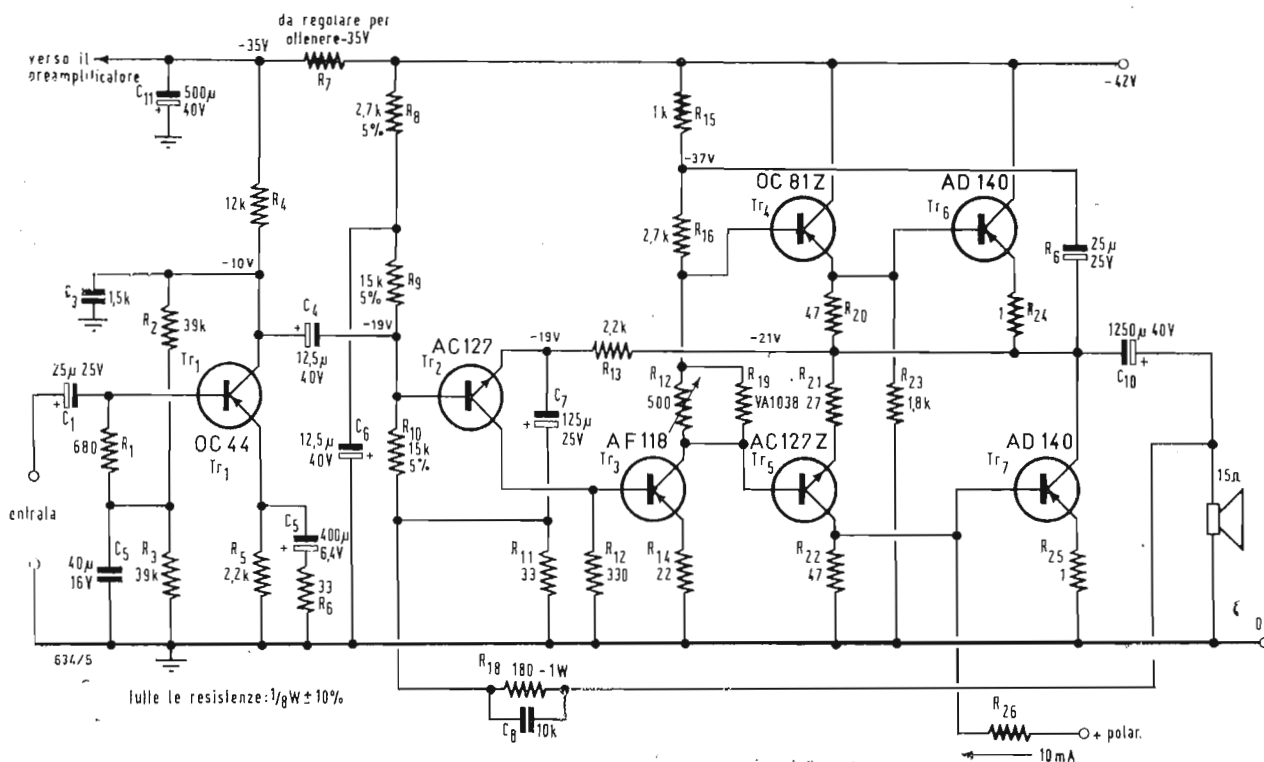 da regolare per
ottenere-35V
verso il
preamplificatore
-35V
R7
-42V
C11
+
500µ
40V
2,7k
5%
R8
1k
R15
-37V
OC 81Z
Tr4
AD 140
Tr6
12k
R4
2,7k
R16
R6
25µ
25V
-10V
C3
1,5k
R2
39k
15k
5%
R9
C4
+
12,5µ
40V
-19V
47
R20
1
R24
AC127
Tr2
-19V
2,2k
R13
-21V
1250µ 40V
+
C10
25µ 25V
+
C1
Tr1
OC 44
Tr1
680
R1
12,5µ
40V
C6
+
R10
15k
5%
C7
+
125µ
25V
R12
500
R19
VA1038
R21
27
R23
1,8k
AF118
Tr3
AC127Z
Tr5
AD 140
Tr7
15Ω
entrata
C5
40µ
16V
R3
39k
R5
2,2k
C5
+
400µ
6,4V
33
R6
R11
33
R12
330
R14
22
R22
47
R25
1
0
634/5
Tutte le resistenze: 1/8W ± 10%
R18 180 - 1W
C8
10k
R26
+ polar.
10mA